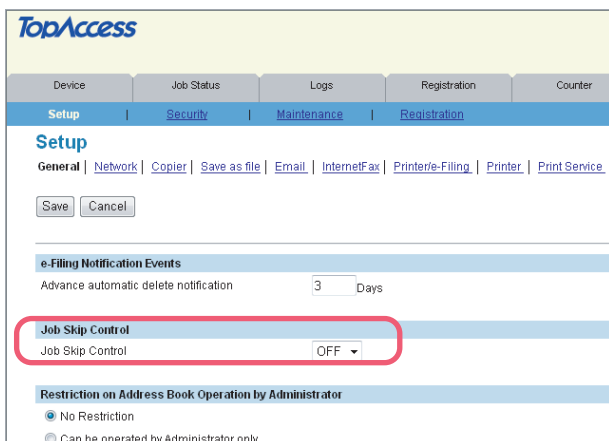 TopAccess
Device Job Status Logs Registration Counter
Setup | Security | Maintenance | Registration
Setup
General | Network | Copier | Save as file | Email | InternetFax | Printer/e-Filing | Printer | Print Service
Save Cancel
e-Filing Notification Events
Advance automatic delete notification 3 Days
Job Skip Control
Job Skip Control OFF
Restriction on Address Book Operation by Administrator
No Restriction
Can be operated by Administrator only